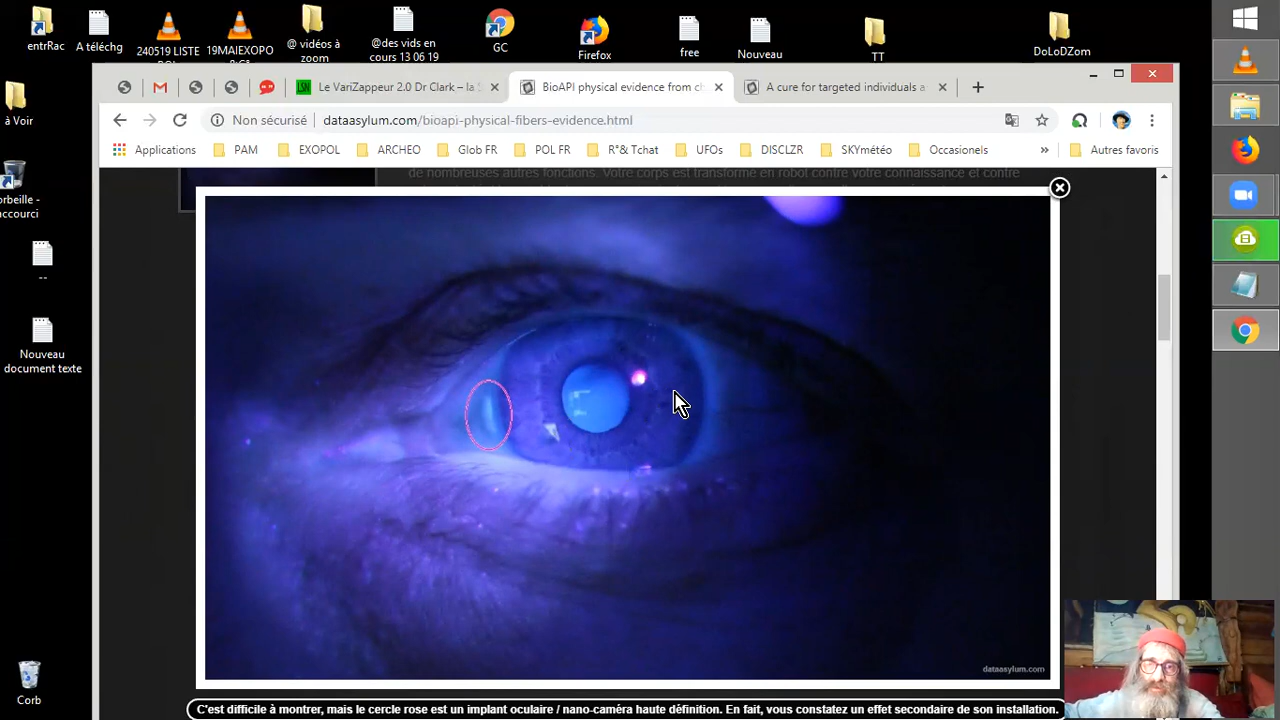 entrRac
A téléchg
240519 LISTE
19MAIEXOPO
@ vidéos à
zoom
@des vids en
cours 13 06 19
GC
Firefox
free
Nouveau
TT
DoLoDZom
à Voir
Le VariZappeur 2.0 Dr Clark – la
BioAPI physical evidence from
A cure for targeted individuals
Non sécurisé
dataasylum.com/bioapi-physical-fibers-evidence.html
Applications
PAM
EXOPOL
ARCHEO
Glob FR
POL FR
R°& Tchat
UFOs
DISCLZR
SKYmétéo
Occasionels
»
Autres favoris
de nombreuses autres fonctions. Votre corps est transformé en robot contre votre connaissance et contre
orbeille -
accourci
--
Nouveau
document texte
Corb
dataasylum.com
C'est difficile à montrer, mais le cercle rose est un implant oculaire / nano-caméra haute définition. En fait, vous constatez un effet secondaire de son installation.